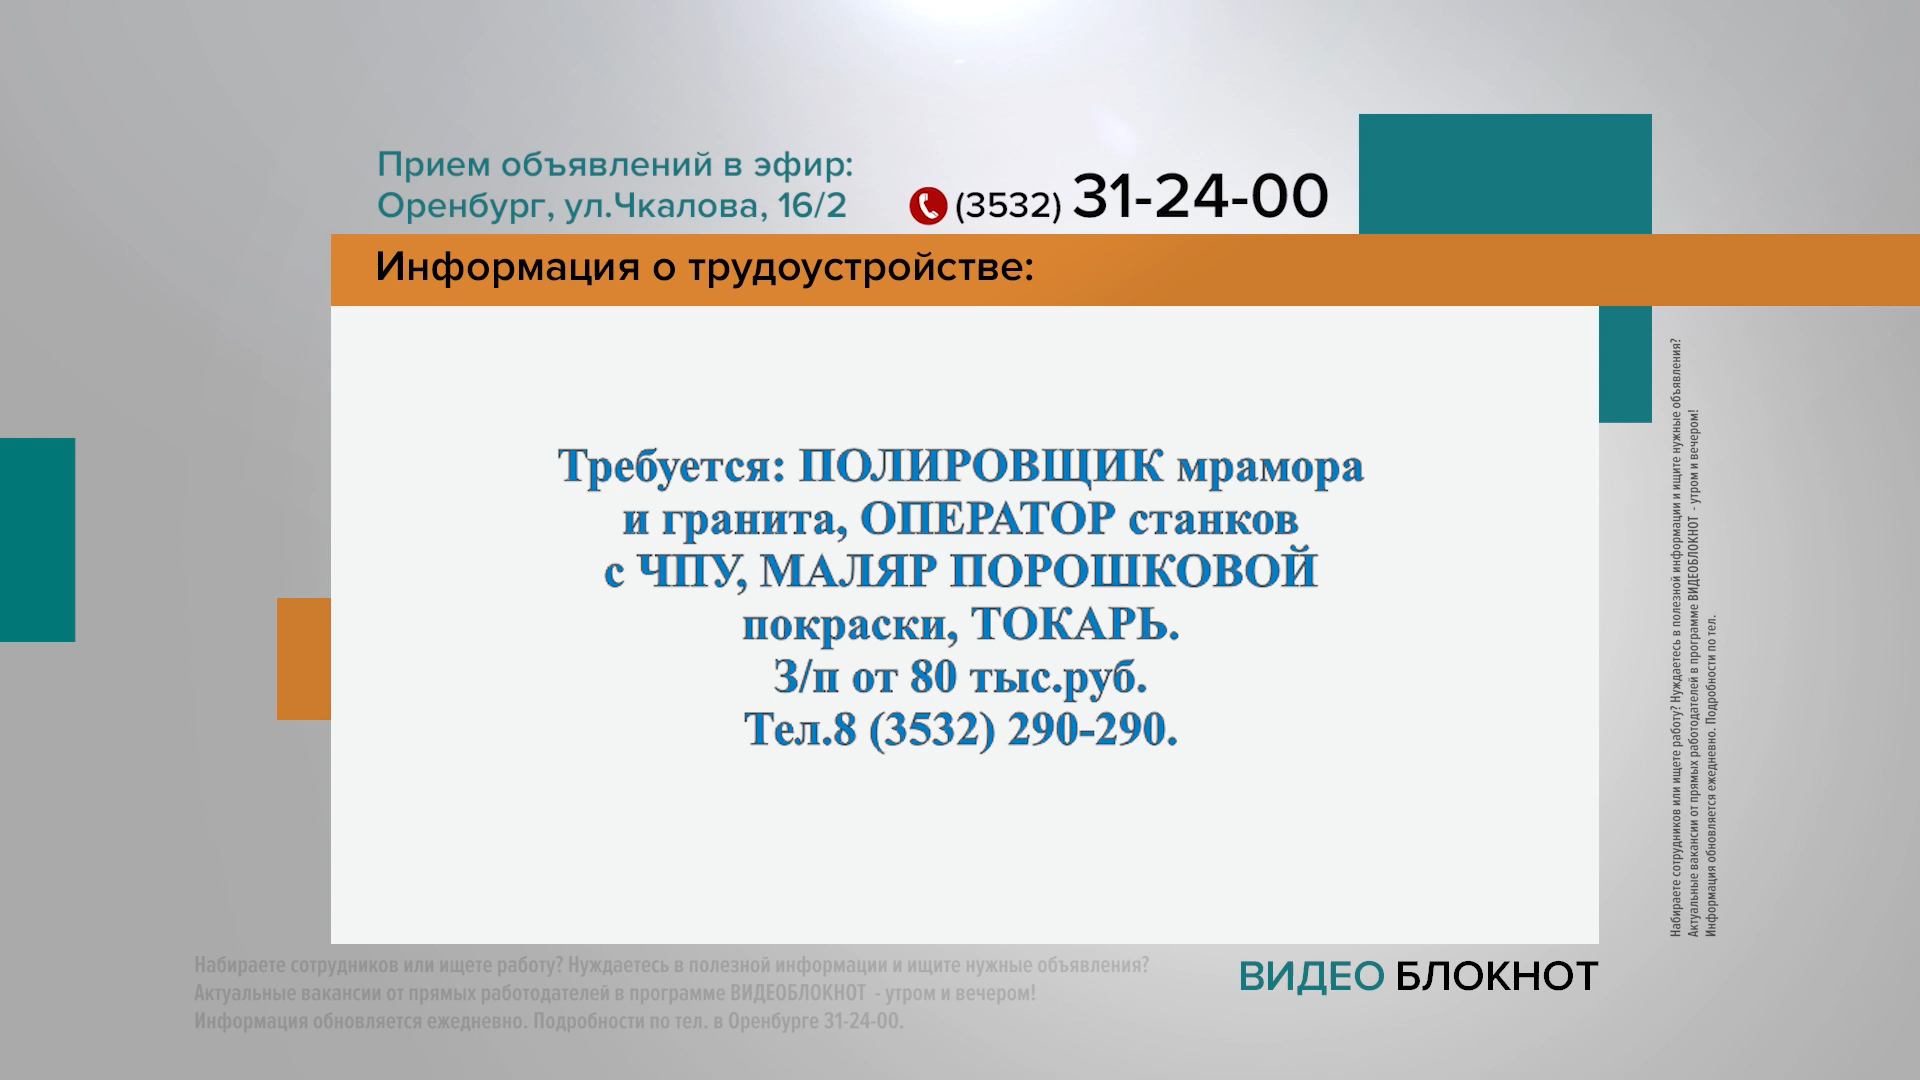 Прием объявлений в эфир:
Оренбург, ул.Чкалова, 16/2
(3532) 31-24-00
Информация о трудоустройстве:
Требуется: ПОЛИРОВЩИК мрамора
и гранита, ОПЕРАТОР станков
с ЧПУ, МАЛЯР ПОРОШКОВОЙ
покраски, ТОКАРЬ.
З/п от 80 тыс.руб.
Тел.8 (3532) 290-290.
Набираете сотрудников или ищете работу? Нуждаетесь в полезной информации и ищите нужные объявления?
Актуальные вакансии от прямых работодателей в программе ВИДЕОБЛОКНОТ - утром и вечером!
Информация обновляется ежедневно. Подробности по тел.
Набираете сотрудников или ищете работу? Нуждаетесь в полезной информации и ищите нужные объявления?
Актуальные вакансии от прямых работодателей в программе ВИДЕОБЛОКНОТ - утром и вечером!
Информация обновляется ежедневно. Подробности по тел. в Оренбурге 31-24-00.
ВИДЕО БЛОКНОТ